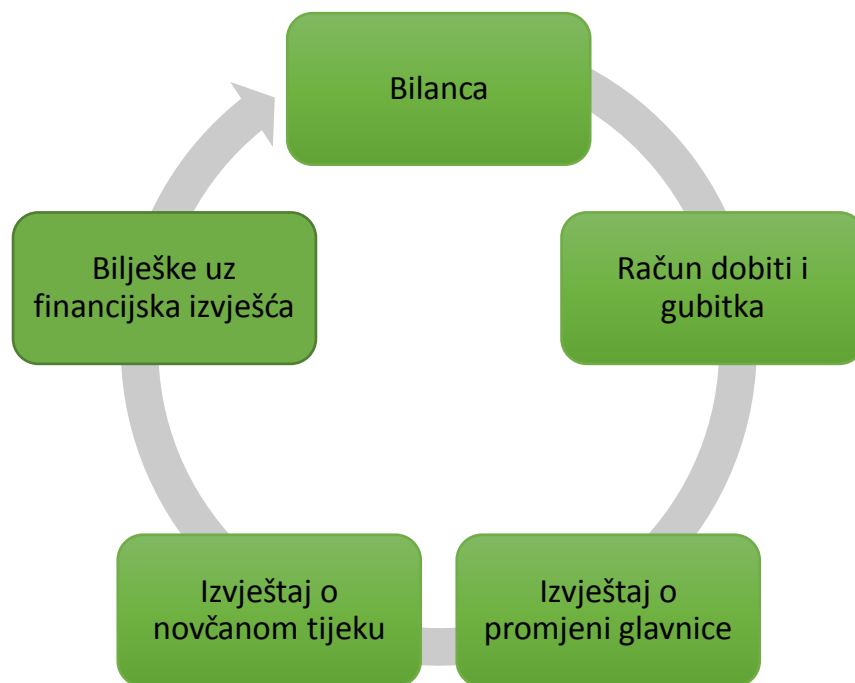 Bilanca
Račun dobiti i
gubitka
Izvještaj o
promjeni glavnice
Izvještaj o
novčanom tijeku
Bilješke uz
financijska izvješća